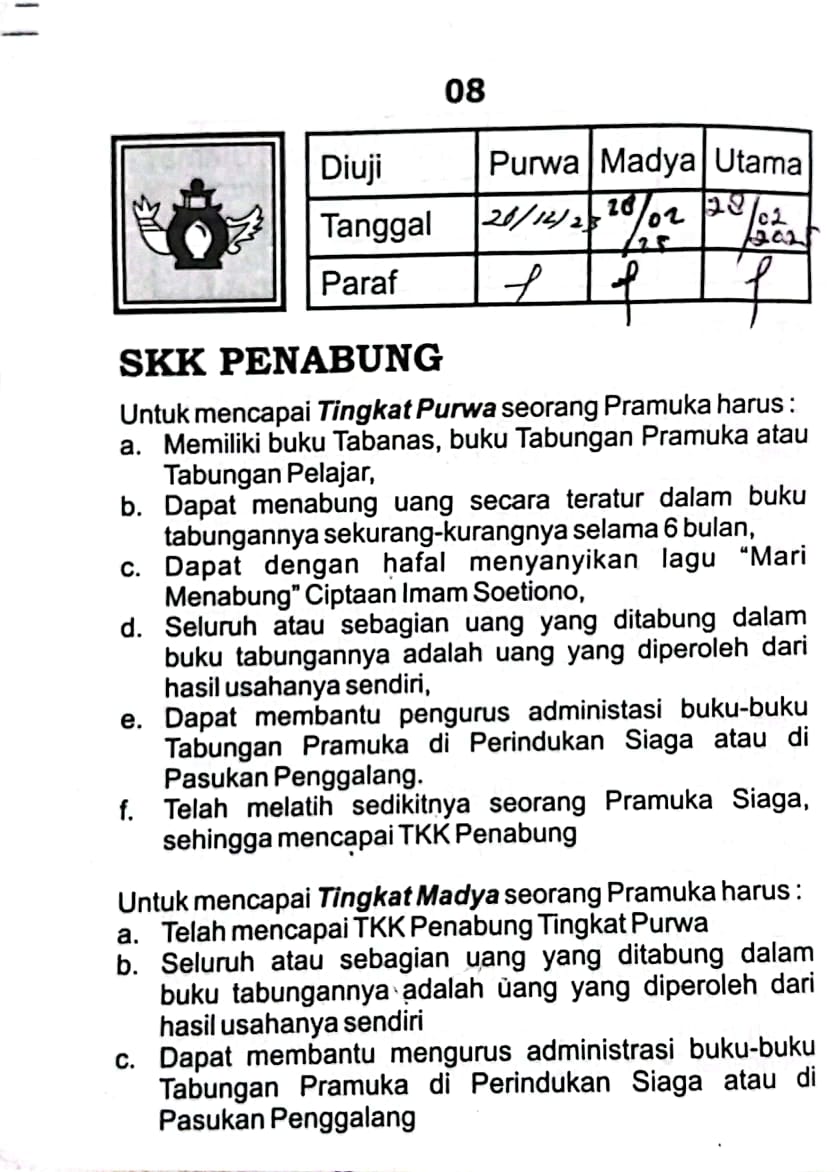 08
Diuji Purwa Madya Utama
Tanggal 28/12/23 28/02/25 28/02/2025
Paraf
SKK PENABUNG
Untuk mencapai Tingkat Purwa seorang Pramuka harus :
a. Memiliki buku Tabanas, buku Tabungan Pramuka atau
Tabungan Pelajar,
b. Dapat menabung uang secara teratur dalam buku
tabungannya sekurang-kurangnya selama 6 bulan,
c. Dapat dengan hafal menyanyikan lagu “Mari
Menabung” Ciptaan Imam Soetiono,
d. Seluruh atau sebagian uang yang ditabung dalam
buku tabungannya adalah uang yang diperoleh dari
hasil usahanya sendiri,
e. Dapat membantu pengurus administasi buku-buku
Tabungan Pramuka di Perindukan Siaga atau di
Pasukan Penggalang.
f. Telah melatih sedikitnya seorang Pramuka Siaga,
sehingga mencapai TKK Penabung
Untuk mencapai Tingkat Madya seorang Pramuka harus :
a. Telah mencapai TKK Penabung Tingkat Purwa
b. Seluruh atau sebagian uang yang ditabung dalam
buku tabungannya adalah uang yang diperoleh dari
hasil usahanya sendiri
c. Dapat membantu mengurus administrasi buku-buku
Tabungan Pramuka di Perindukan Siaga atau di
Pasukan Penggalang